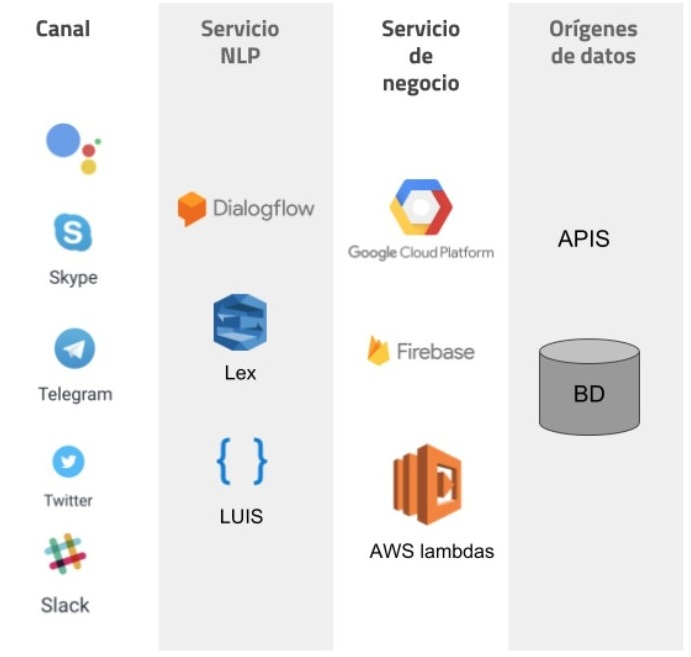 Canal
Servicio
NLP
Servicio
de
negocio
Orígenes
de datos
Skype
Telegram
Twitter
Slack
Dialogflow
Lex
{ }
LUIS
Google Cloud Platform
Firebase
AWS lambdas
APIS
BD